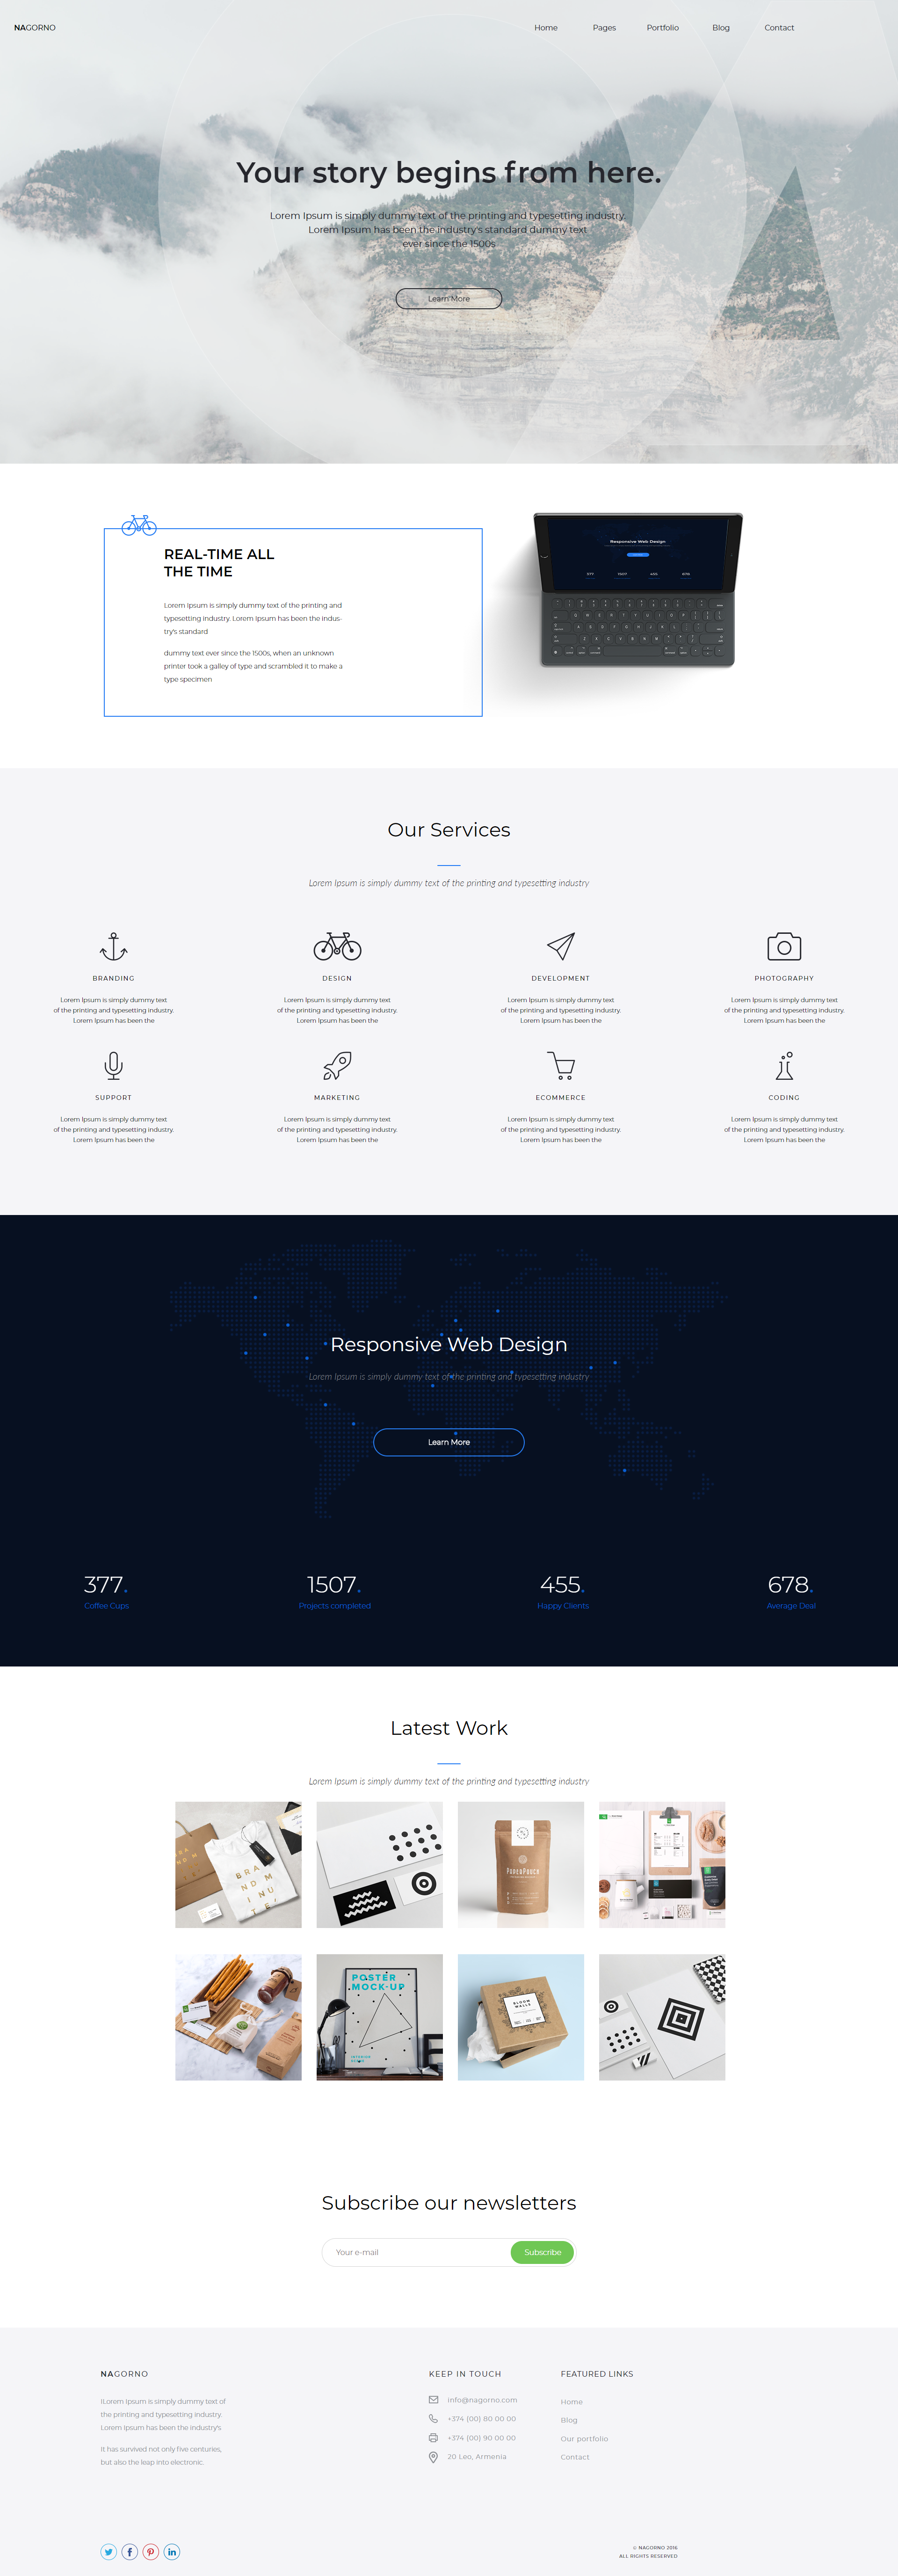 NAGORNO
Home Pages Portfolio Blog Contact
Your story begins from here.
Lorem Ipsum is simply dummy text of the printing and typesetting industry.
Lorem Ipsum has been the industry's standard dummy text
ever since the 1500s
Learn More
REAL-TIME ALL
THE TIME
Lorem Ipsum is simply dummy text of the printing and
typesetting industry. Lorem Ipsum has been the indus-
try's standard
dummy text ever since the 1500s, when an unknown
printer took a galley of type and scrambled it to make a
type specimen
Responsive Web Design
377 1507 455 678
Our Services
Lorem Ipsum is simply dummy text of the printing and typesetting industry
BRANDING
Lorem Ipsum is simply dummy text
of the printing and typesetting industry.
Lorem Ipsum has been the
DESIGN
Lorem Ipsum is simply dummy text
of the printing and typesetting industry.
Lorem Ipsum has been the
DEVELOPMENT
Lorem Ipsum is simply dummy text
of the printing and typesetting industry.
Lorem Ipsum has been the
PHOTOGRAPHY
Lorem Ipsum is simply dummy text
of the printing and typesetting industry.
Lorem Ipsum has been the
SUPPORT
Lorem Ipsum is simply dummy text
of the printing and typesetting industry.
Lorem Ipsum has been the
MARKETING
Lorem Ipsum is simply dummy text
of the printing and typesetting industry.
Lorem Ipsum has been the
ECOMMERCE
Lorem Ipsum is simply dummy text
of the printing and typesetting industry.
Lorem Ipsum has been the
CODING
Lorem Ipsum is simply dummy text
of the printing and typesetting industry.
Lorem Ipsum has been the
Responsive Web Design
Lorem Ipsum is simply dummy text of the printing and typesetting industry
Learn More
377.
Coffee Cups
1507.
Projects completed
455.
Happy Clients
678.
Average Deal
Latest Work
Lorem Ipsum is simply dummy text of the printing and typesetting industry
BRA
ND M
INU
TE
PAPERPOUCH
POSTER
MOCK-UP
BLOOM
WALLS
Subscribe our newsletters
Your e-mail
Subscribe
NAGORNO
lLorem Ipsum is simply dummy text of
the printing and typesetting industry.
Lorem Ipsum has been the industry's
It has survived not only five centuries,
but also the leap into electronic.
KEEP IN TOUCH
info@nagorno.com
+374 (00) 80 00 00
+374 (00) 90 00 00
20 Leo, Armenia
FEATURED LINKS
Home
Blog
Our portfolio
Contact
© NAGORNO 2016
ALL RIGHTS RESERVED